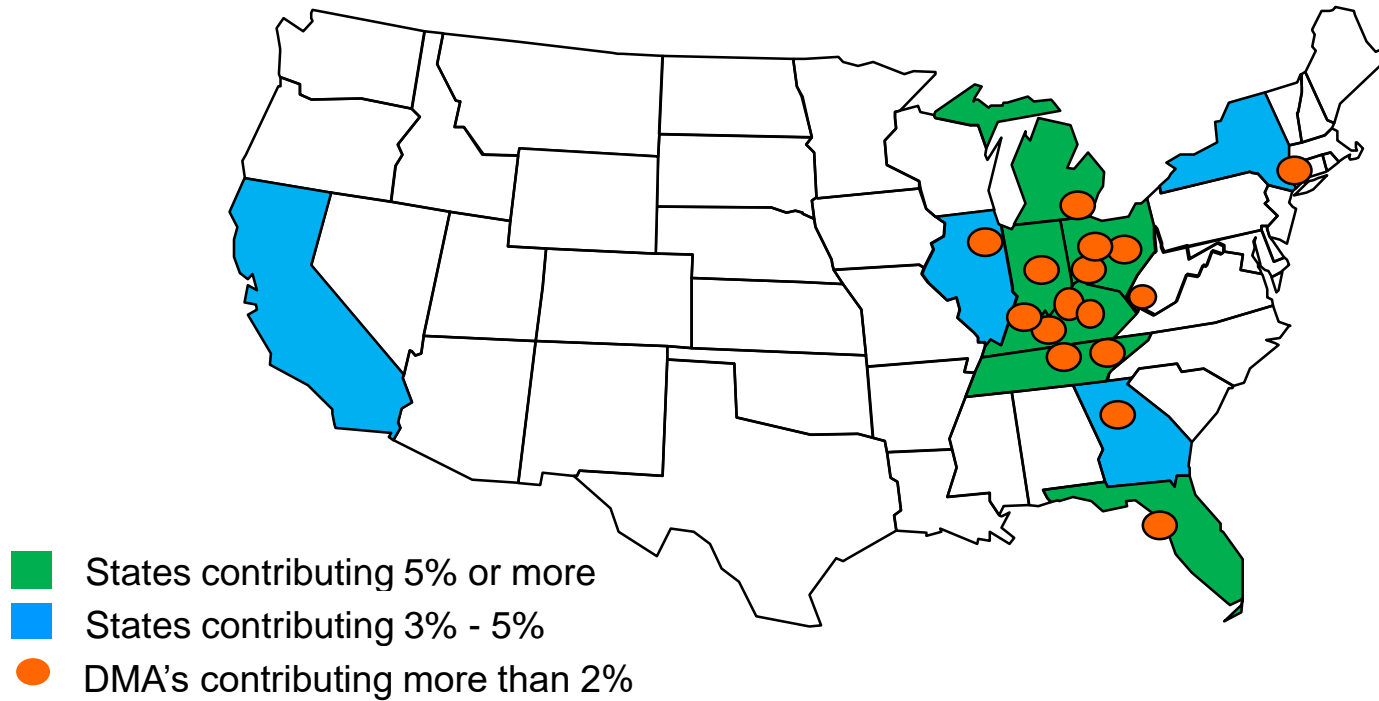 States contributing 5% or more
States contributing 3% - 5%
DMA's contributing more than 2%